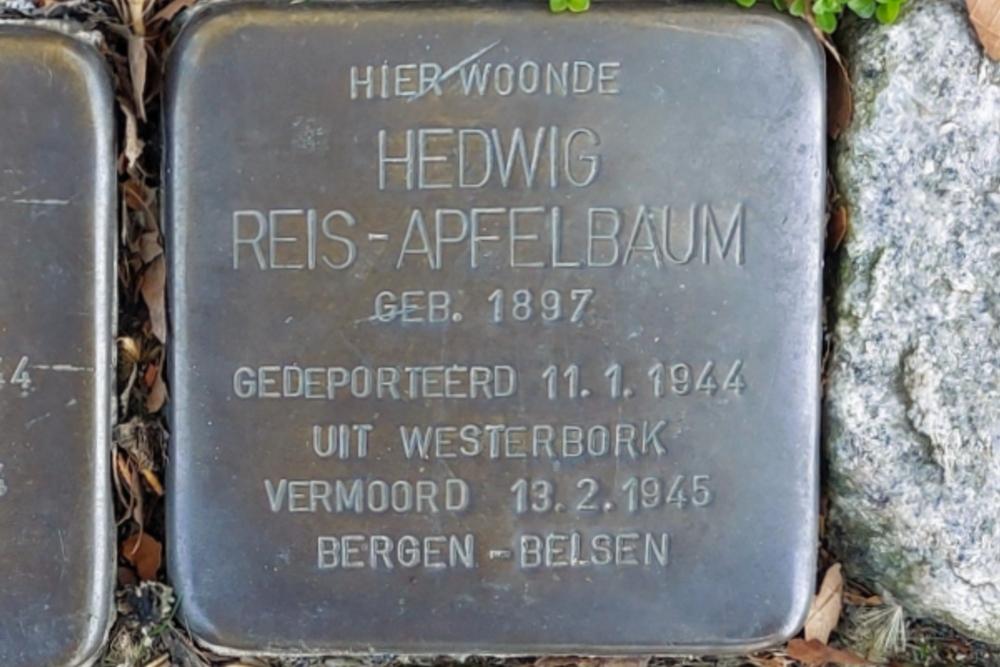 HIER WOONDE
HEDWIG
REIS-APFELBAUM
GEB. 1897
GEDEPORTEERD 11.1.1944
UIT WESTERBORK
VERMOORD 13.2.1945
BERGEN-BELSEN